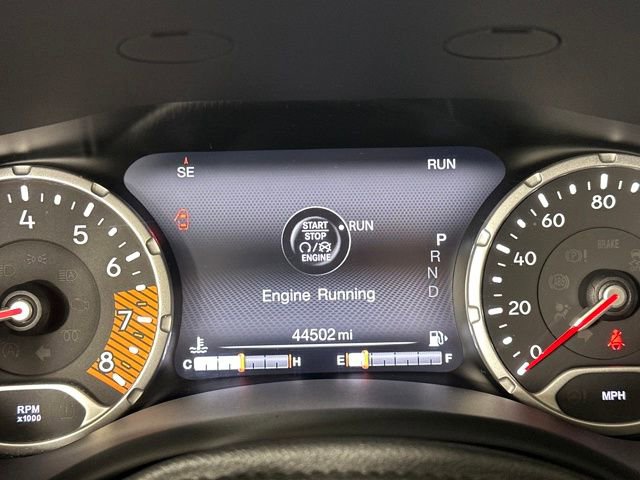 SE
RUN
START
STOP
ENGINE
RUN
P
R
N
D
Engine Running
44502 mi
C H
E F
4
5
6
7
8
RPM
x1000
0
20
40
60
80
BRAKE
MPH